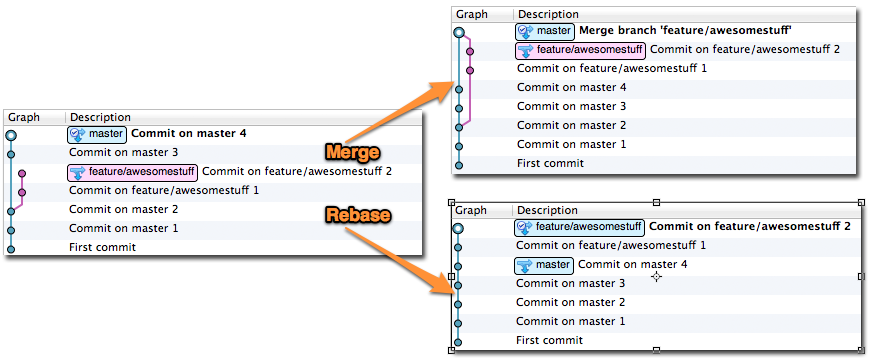 Graph Description
master Commit on master 4
Commit on master 3
feature/awesomestuff Commit on feature/awesomestuff 2
Commit on feature/awesomestuff 1
Commit on master 2
Commit on master 1
First commit
Merge
Rebase
Graph Description
master Merge branch 'feature/awesomestuff'
feature/awesomestuff Commit on feature/awesomestuff 2
Commit on feature/awesomestuff 1
Commit on master 4
Commit on master 3
Commit on master 2
Commit on master 1
First commit
Graph Description
feature/awesomestuff Commit on feature/awesomestuff 2
Commit on feature/awesomestuff 1
master Commit on master 4
Commit on master 3
Commit on master 2
Commit on master 1
First commit